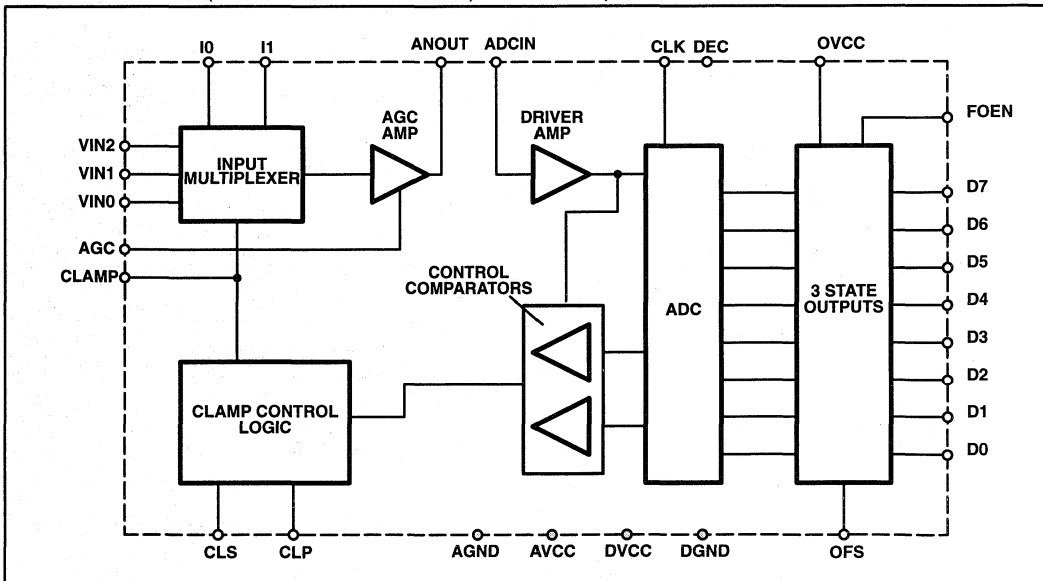 I0 I1 ANOUT ADCIN CLK DEC OVCC
FOEN
AGC
AMP
DRIVER
AMP
VIN2
VIN1
VIN0
INPUT
MULTIPLEXER
AGC
CLAMP
CONTROL
COMPARATORS
ADC
3 STATE
OUTPUTS
D7
D6
D5
D4
D3
D2
D1
D0
CLAMP CONTROL
LOGIC
CLS CLP AGND AVCC DVCC DGND OFS